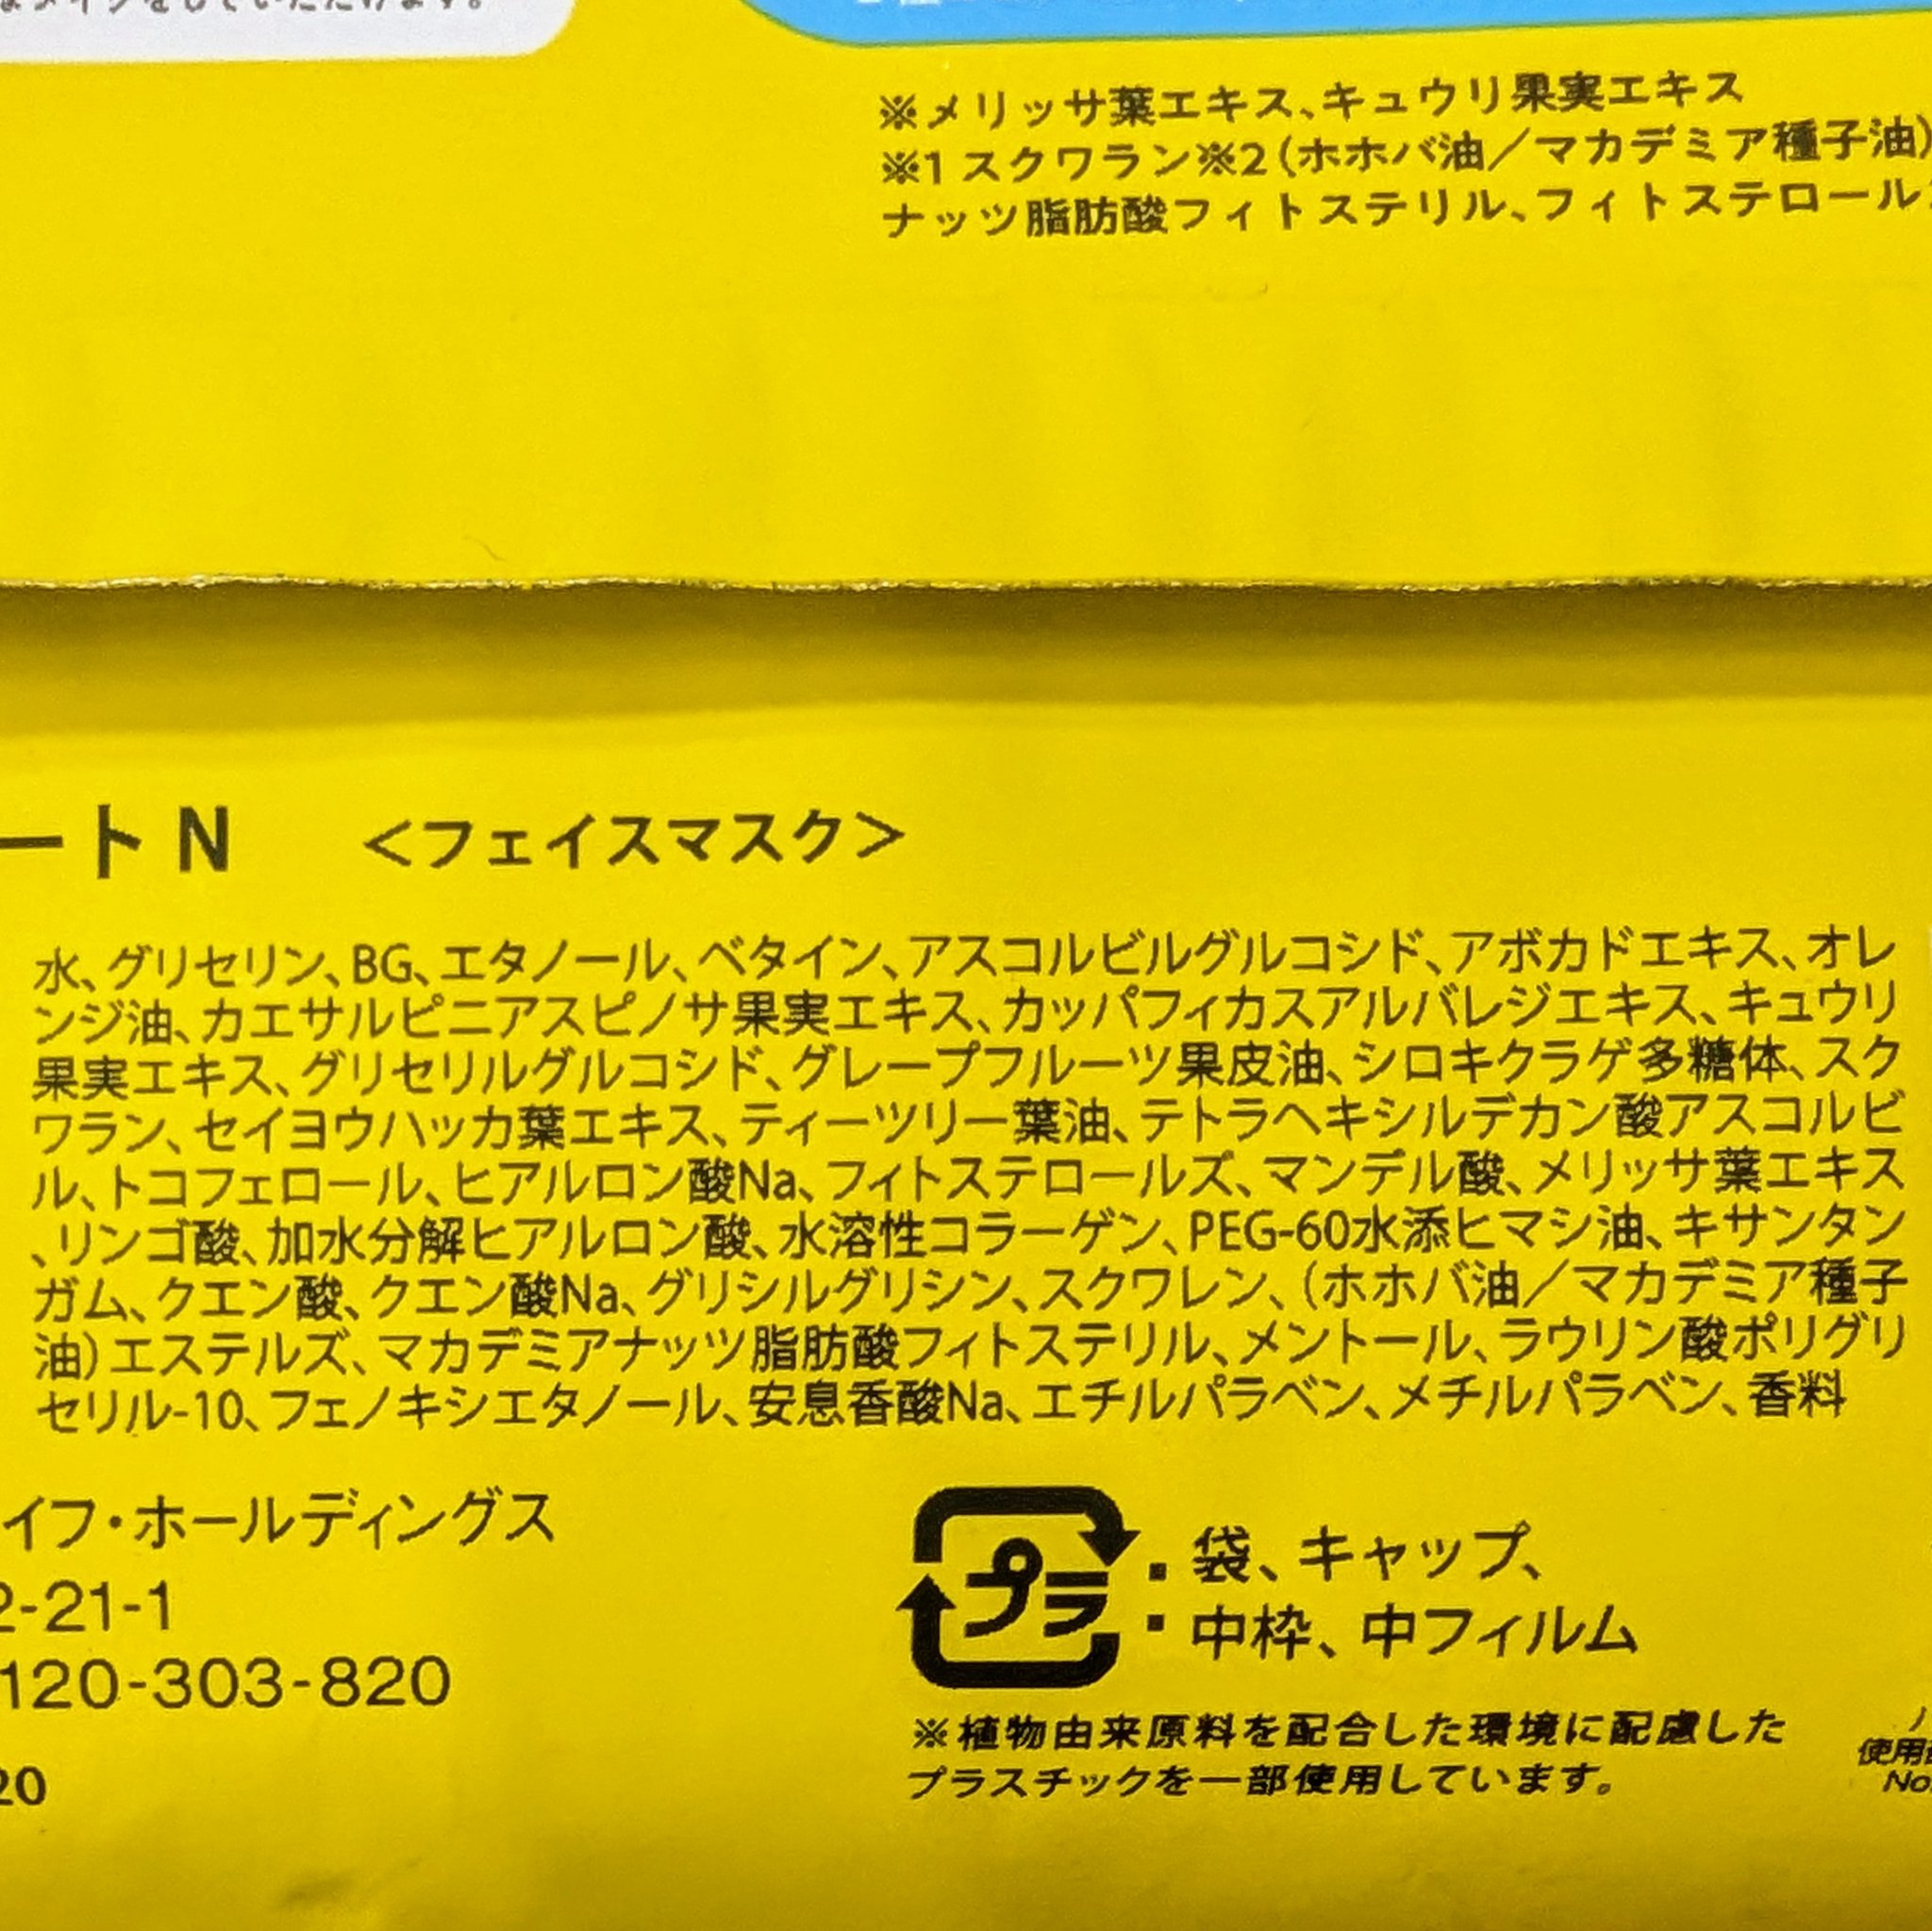 ※メリッサ葉エキス、キュウリ果実エキス
※1 スクワラン※2(ホホバ油／マカデミア種子油)
ナッツ脂肪酸フィトステリル、フィトステロール
ートN <フェイスマスク>
水、グリセリン、BG、エタノール、ベタイン、アスコルビルグルコシド、アボカドエキス、オレ
ンジ油、カエサルピニアスピノサ果実エキス、カッパフィカスアルバレジエキス、キュウリ
果実エキス、グリセリルグルコシド、グレープフルーツ果皮油、シロキクラゲ多糖体、スク
ワラン、セイヨウハッカ葉エキス、ティーツリー葉油、テトラヘキシルデカン酸アスコルビ
ル、トコフェロール、ヒアルロン酸Na、フィトステロールズ、マンデル酸、メリッサ葉エキス
、リンゴ酸、加水分解ヒアルロン酸、水溶性コラーゲン、PEG-60水添ヒマシ油、キサンタン
ガム、クエン酸、クエン酸Na、グリシルグリシン、スクワレン、(ホホバ油／マカデミア種子
油)エステルズ、マカデミアナッツ脂肪酸フィトステリル、メントール、ラウリン酸ポリグリ
セリル-10、フェノキシエタノール、安息香酸Na、エチルパラベン、メチルパラベン、香料
イフ・ホールディングス
2-21-1
120-303-820
20
プラ : 袋、キャップ、
中枠、中フィルム
※植物由来原料を配合した環境に配慮した
プラスチックを一部使用しています。
使用
No.